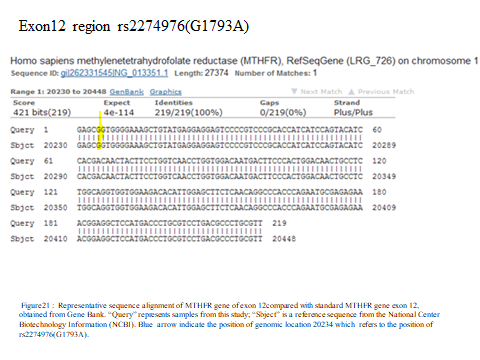 Exon12 region rs2274976(G1793A)
Homo sapiens methylenetetrahydrofolate reductase (MTHFR), RefSeqGene (LRG_726) on chromosome 1
Sequence ID: gi|262331545|NG_013351.1 Length: 27374 Number of Matches: 1
Range 1: 20230 to 20448 GenBank Graphics Next Match Previous Match
Score Expect Identities Gaps Strand
421 bits(219) 4e-114 219/219(100%) 0/219(0%) Plus/Plus
Query 1 GAGCGGTGGGGAAAGCTGTATGAGGAGGAGTCCCCGTCCCGCACCATCATCCAGTACATC 60
Sbjct 20230 GAGCGGTGGGGAAAGCTGTATGAGGAGGAGTCCCCGTCCCGCACCATCATCCAGTACATC 20289
Query 61 CACGACAACTACTTCCTGGTCAACCTGGTGGACAATGACTTCCCACTGGACAACTGCCTC 120
Sbjct 20290 CACGACAACTACTTCCTGGTCAACCTGGTGGACAATGACTTCCCACTGGACAACTGCCTC 20349
Query 121 TGGCAGGTGGTGGAAGACACATTGGAGCTTCTCAACAGGCCCACCCAGAATGCGAGAGAA 180
Sbjct 20350 TGGCAGGTGGTGGAAGACACATTGGAGCTTCTCAACAGGCCCACCCAGAATGCGAGAGAA 20409
Query 181 ACGGAGGCTCCATGACCCTGCGTCCTGACGCCCTGCGTT 219
Sbjct 20410 ACGGAGGCTCCATGACCCTGCGTCCTGACGCCCTGCGTT 20448
Figure21 : Representative sequence alignment of MTHFR gene of exon 12compared with standard MTHFR gene exon 12,
obtained from Gene Bank. “Query” represents samples from this study; “Sbjct” is a reference sequence from the National Center
Biotechnology Information (NCBI). Blue arrow indicate the position of genomic location 20234 which refers to the position of
rs2274976(G1793A).